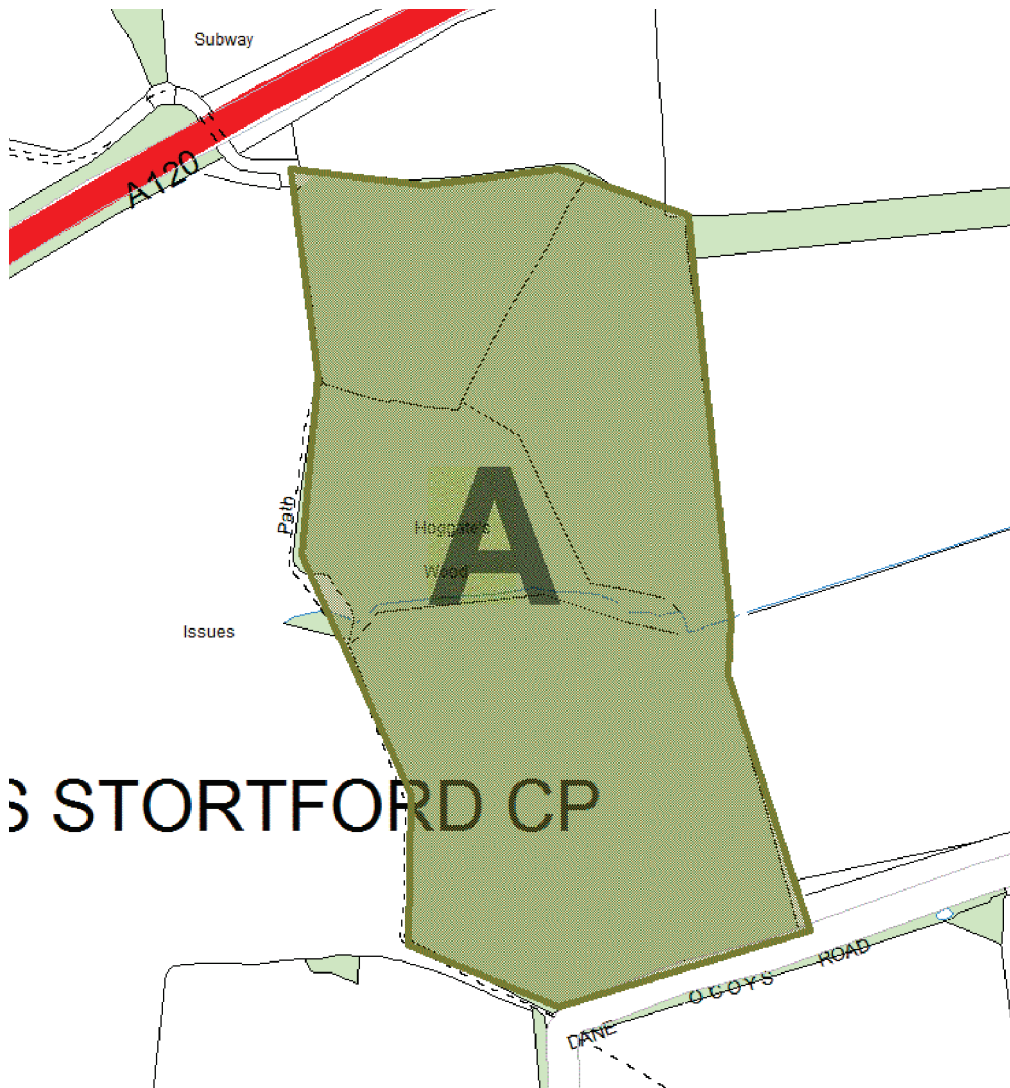 Subway
A120
Path
Hoggate's
Wood
A
Issues
S STORTFORD CP
DANE O'COYS ROAD